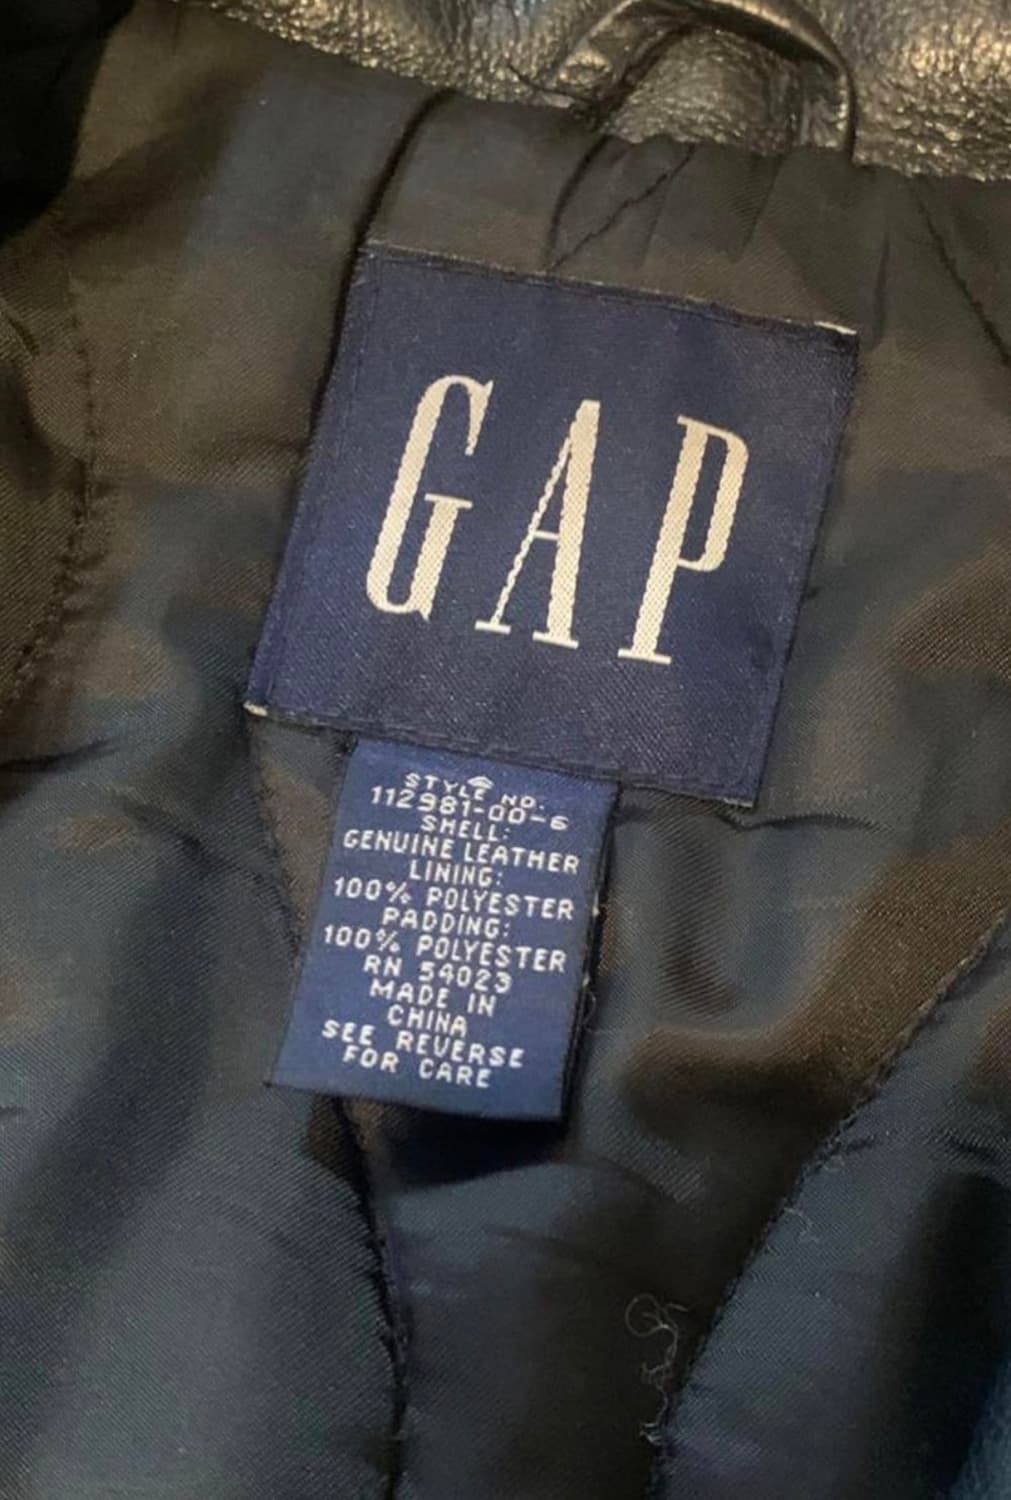 GAP
STYLE NO.
112981-00-6
SHELL:
GENUINE LEATHER
LINING:
100% POLYESTER
PADDING:
100% POLYESTER
RN 54023
MADE IN
CHINA
SEE REVERSE
FOR CARE